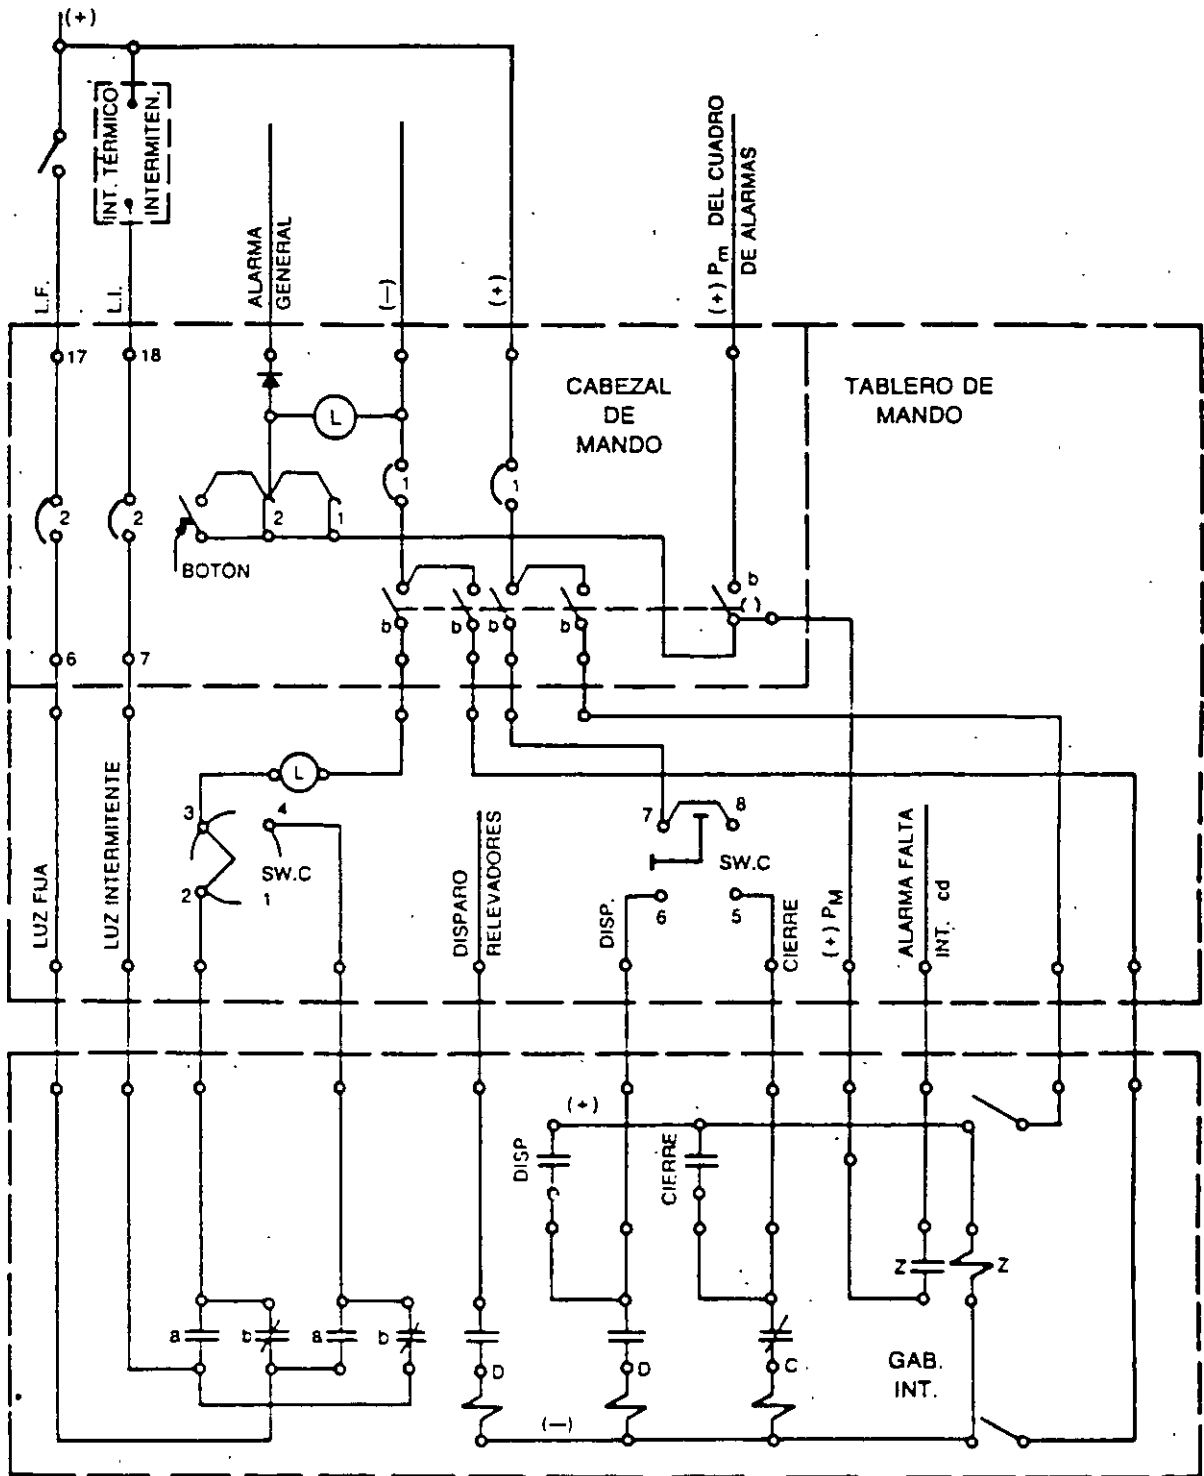 (+)
INT. TÉRMICO
INTERMITEN.
L.F.
L.I.
ALARMA
GENERAL
(—)
(+)
(+) Pm DEL CUADRO
DE ALARMAS
17
18
CABEZAL
DE
MANDO
TABLERO DE
MANDO
L
2
2
2
1
1
1
BOTON
b
b
b
b
b
( )
6
7
LUZ FIJA
LUZ INTERMITENTE
L
3
4
SW.C
2
1
DISPARO
RELEVADORES
7
8
SW.C
DISP.
6
5
CIERRE
(+) PM
ALARMA FALTA
INT. cd
(+)
DISP
CIERRE
Z
Z
a
b
a
b
D
D
C
GAB.
INT.
(—)